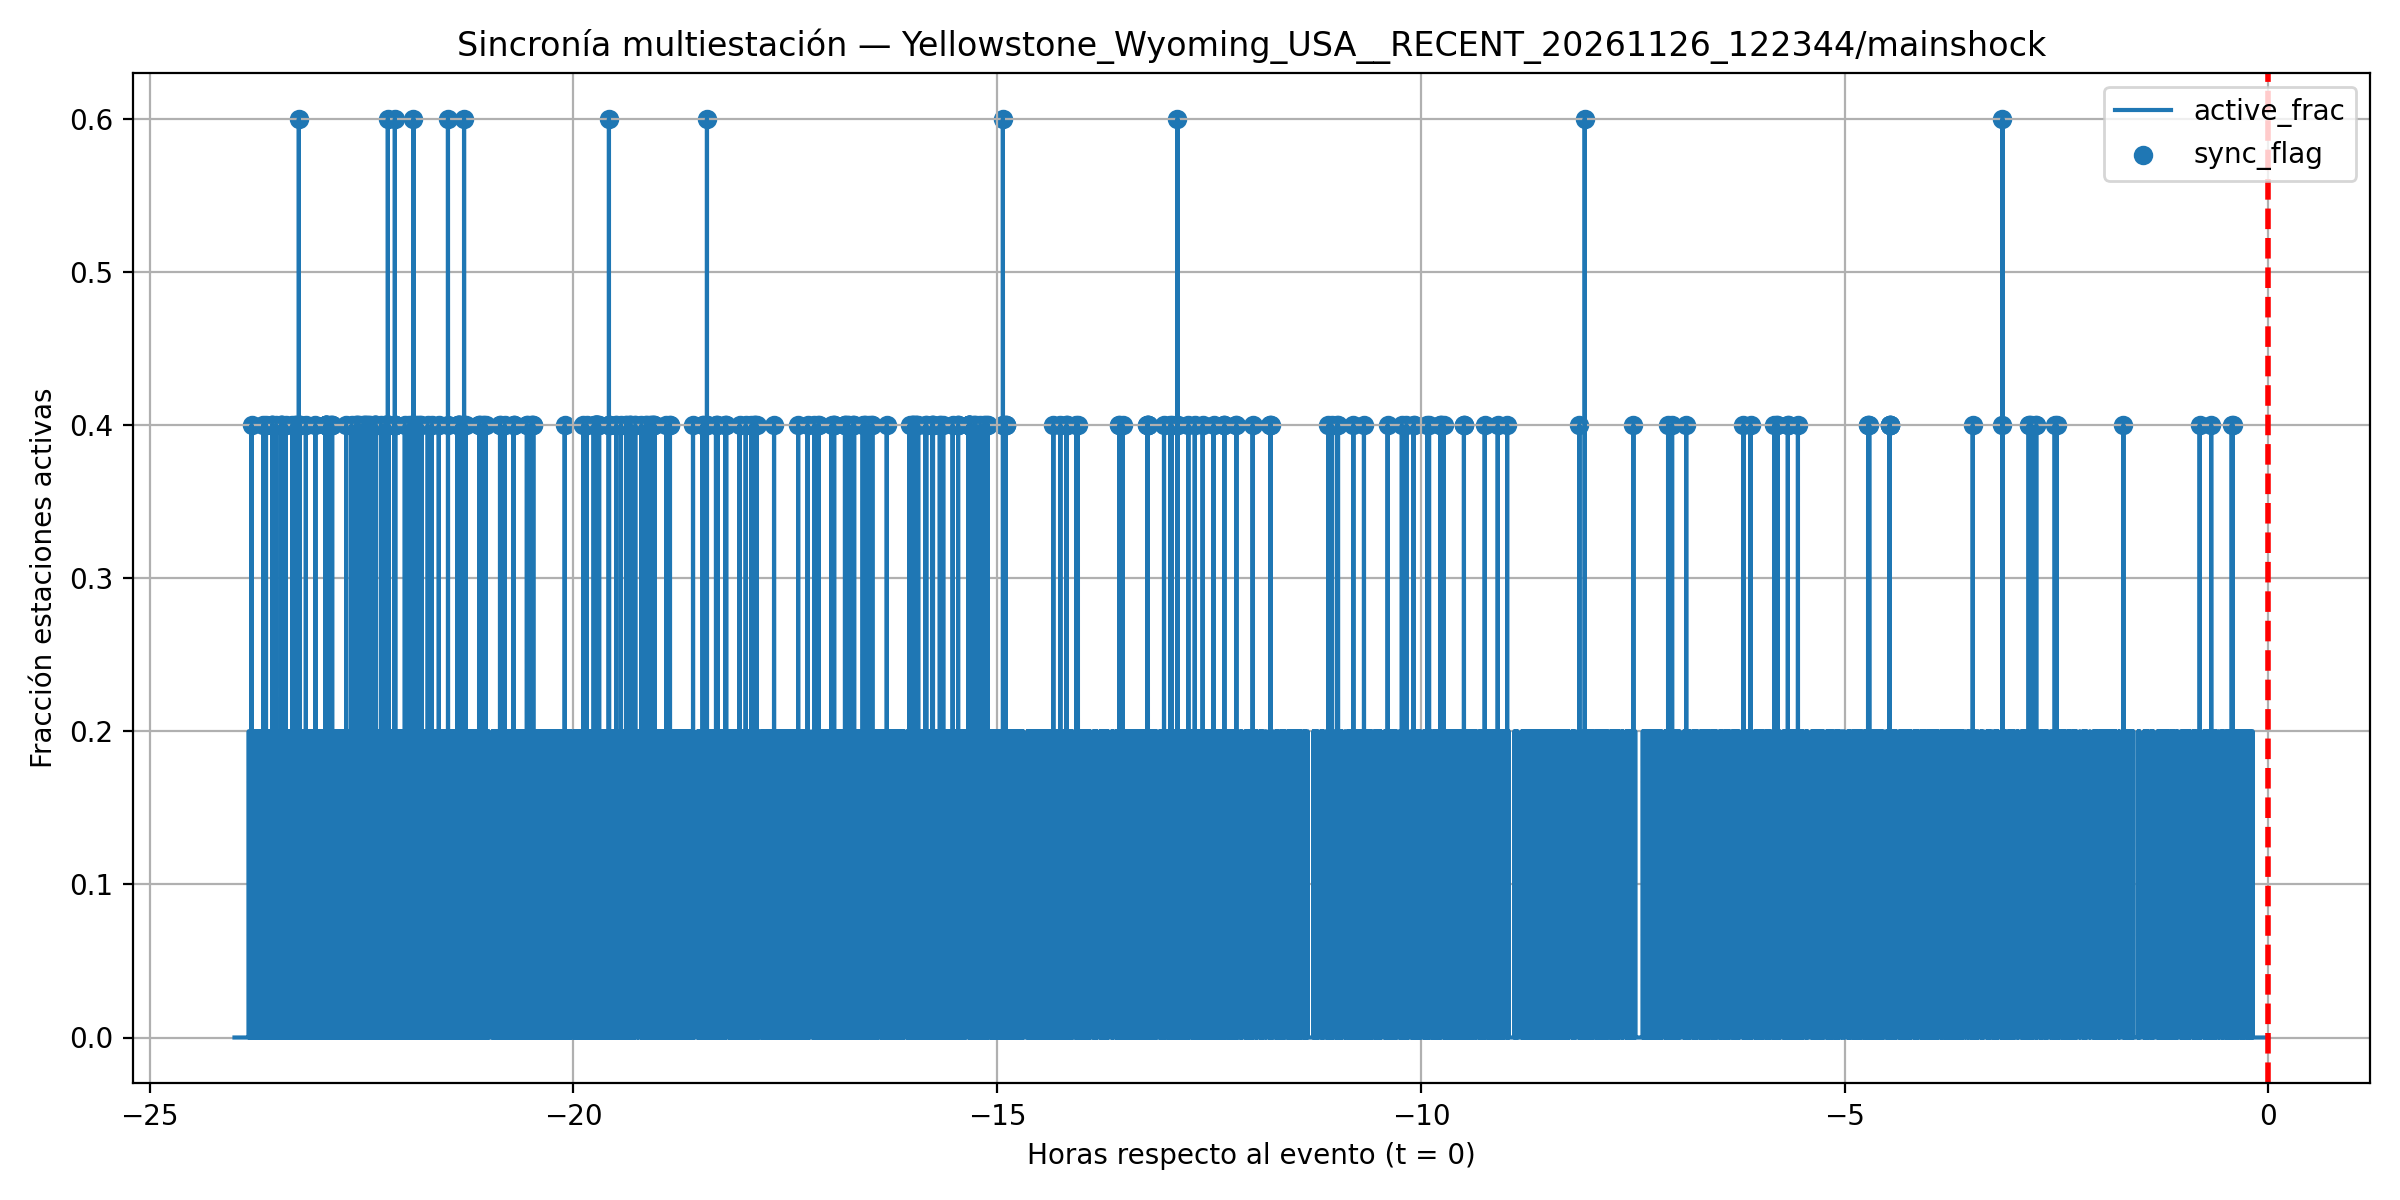 Sincronía multiestación — Yellowstone_Wyoming_USA__RECENT_20261126_122344/mainshock
active_frac
sync_flag
Fracción estaciones activas
0.6
0.5
0.4
0.3
0.2
0.1
0.0
−25
−20
−15
−10
−5
0
Horas respecto al evento (t = 0)